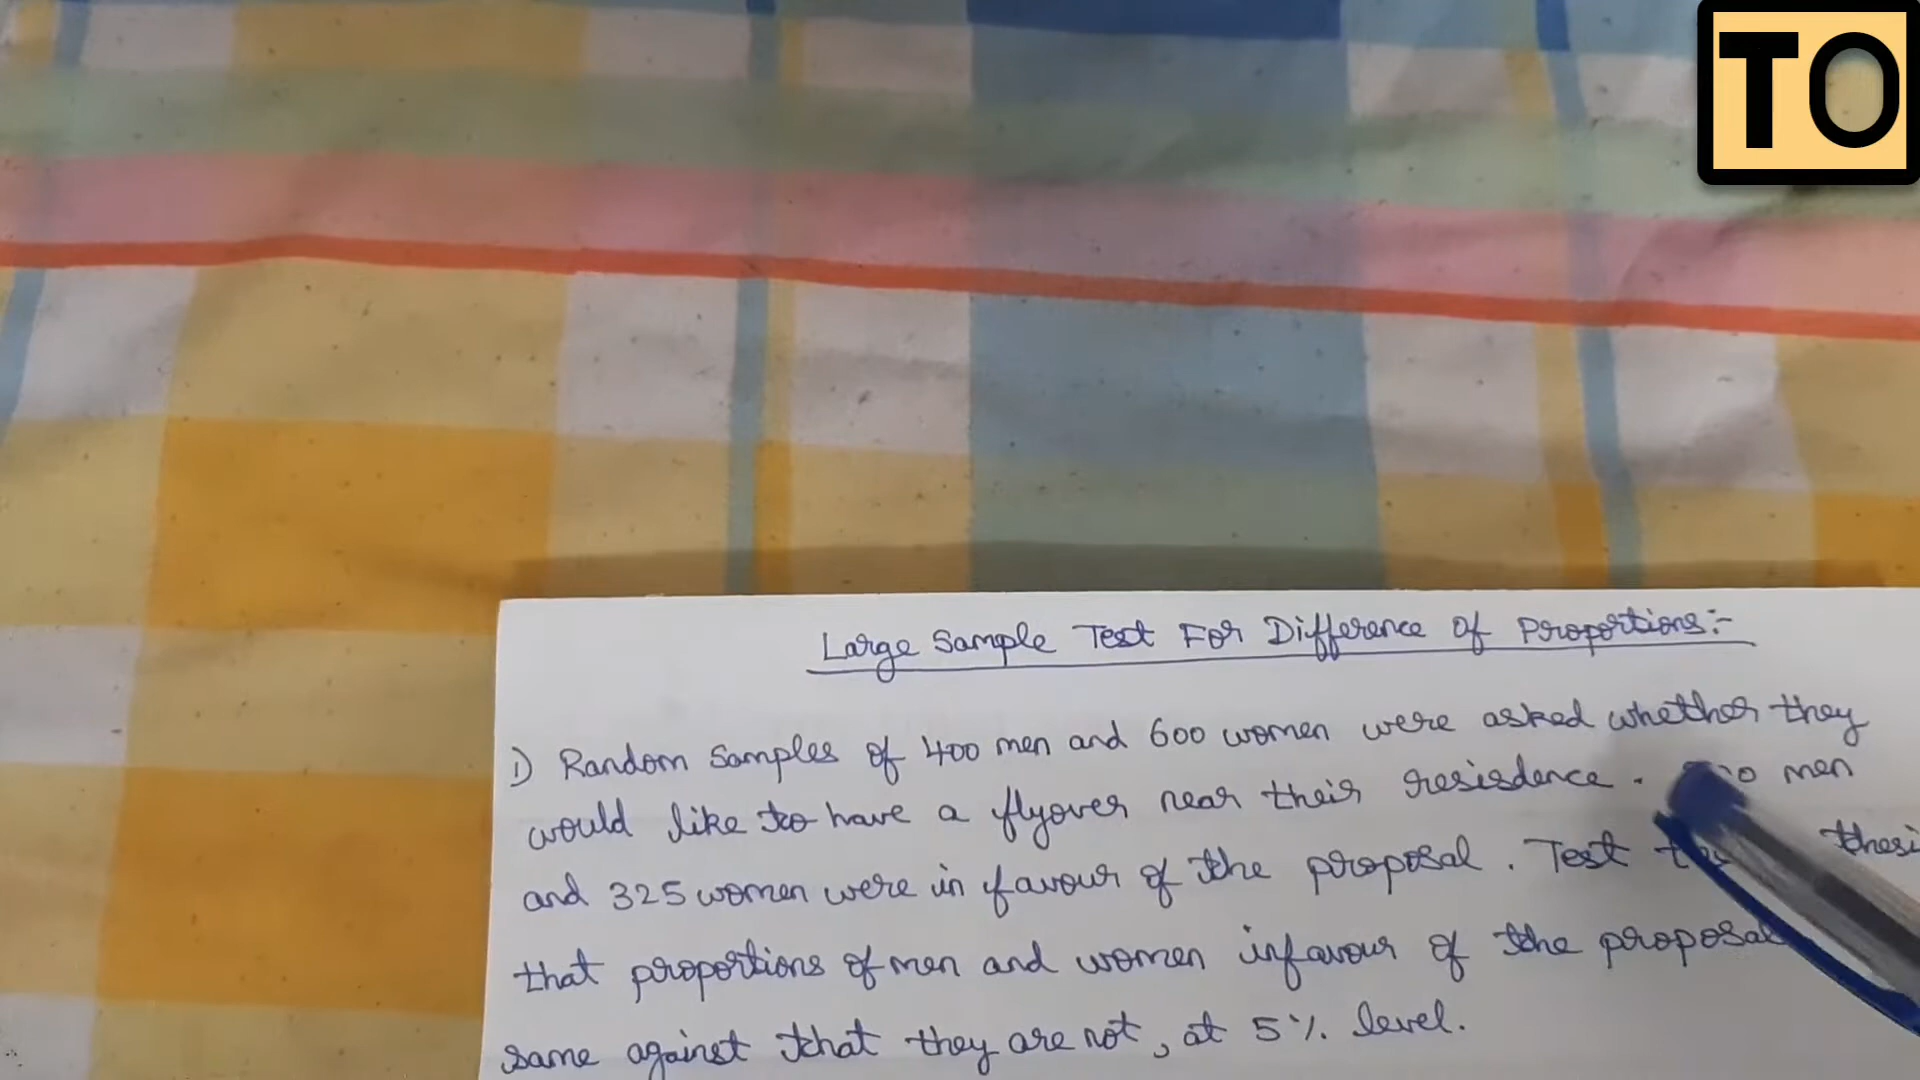 TO
Large Sample Test For Difference Of Proportions:-
1) Random Samples of 400 men and 600 women were asked whether they
would like to have a flyover near their resisdence. men
and 325 women were in favour of the proposal. Test
that proportions of men and women infavour of the proposal
same against that they are not, at 5% level.